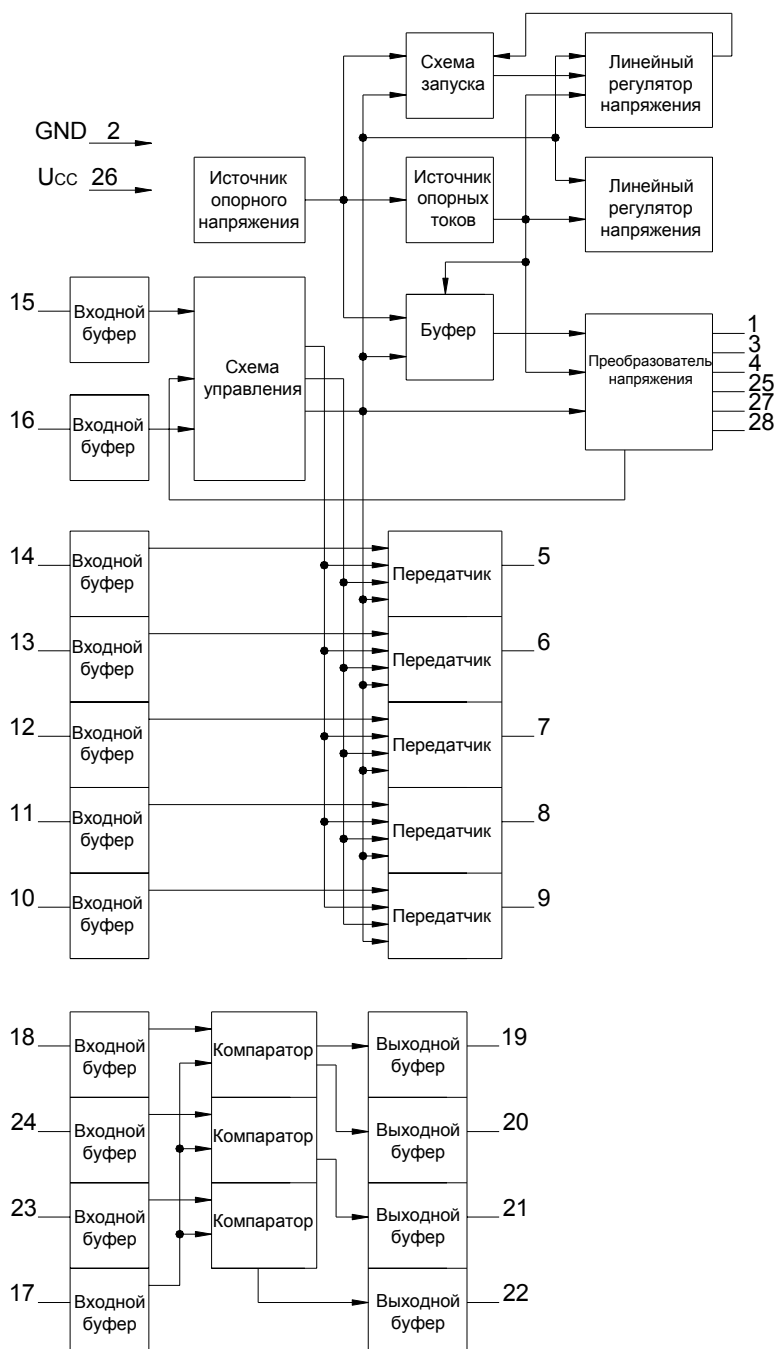 Схема
запуска
Линейный
регулятор
напряжения
GND 2
Ucc 26
Источник
опорного
напряжения
Источник
опорных
токов
Линейный
регулятор
напряжения
15
Входной
буфер
Схема
управления
Буфер
Преобразователь
напряжения
1
3
4
25
27
28
16
Входной
буфер
14
Входной
буфер
Передатчик
5
13
Входной
буфер
Передатчик
6
12
Входной
буфер
Передатчик
7
11
Входной
буфер
Передатчик
8
10
Входной
буфер
Передатчик
9
18
Входной
буфер
Компаратор
Выходной
буфер
19
24
Входной
буфер
Компаратор
Выходной
буфер
20
23
Входной
буфер
Компаратор
Выходной
буфер
21
17
Входной
буфер
Выходной
буфер
22